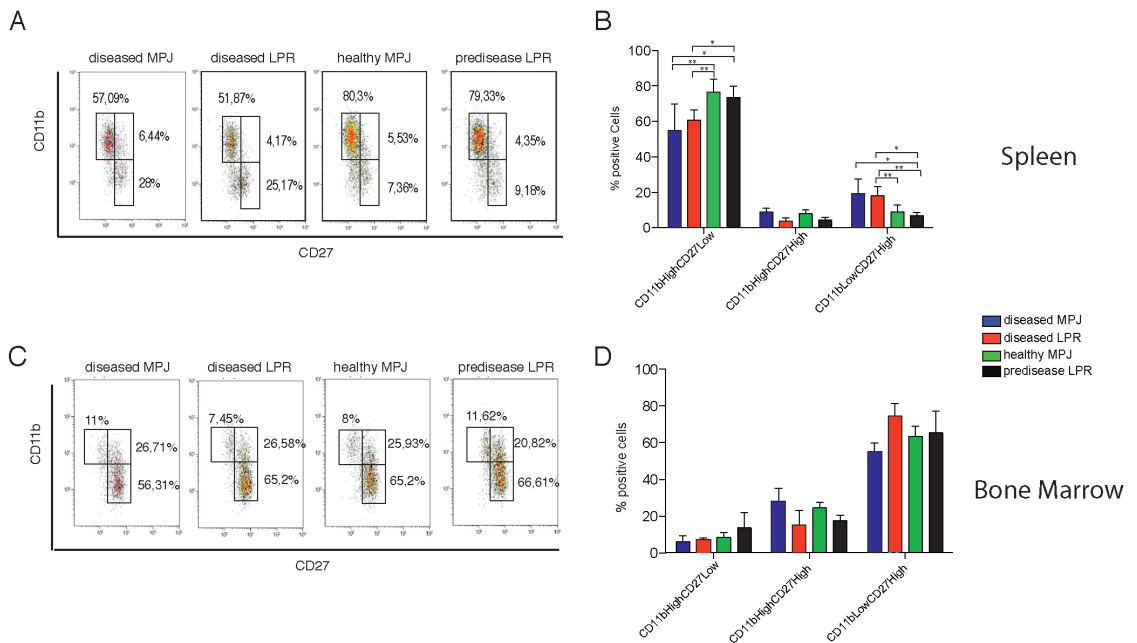 A
diseased MPJ
diseased LPR
healthy MPJ
predisease LPR
57,09%
6,44%
28%
51,87%
4,17%
25,17%
80,3%
5,53%
7,36%
79,33%
4,35%
9,18%
CD11b
CD27
B
100
80
60
40
20
0
% positive Cells
*
*
**
**
*
*
**
**
CD11bHighCD27Low
CD11bHighCD27High
CD11bLowCD27High
Spleen
diseased MPJ
diseased LPR
healthy MPJ
predisease LPR
C
diseased MPJ
diseased LPR
healthy MPJ
predisease LPR
11%
26,71%
56,31%
7,45%
26,58%
65,2%
8%
25,93%
65,2%
11,62%
20,82%
66,61%
CD11b
CD27
D
100
80
60
40
20
0
% positive cells
CD11bHighCD27Low
CD11bHighCD27High
CD11bLowCD27High
Bone Marrow